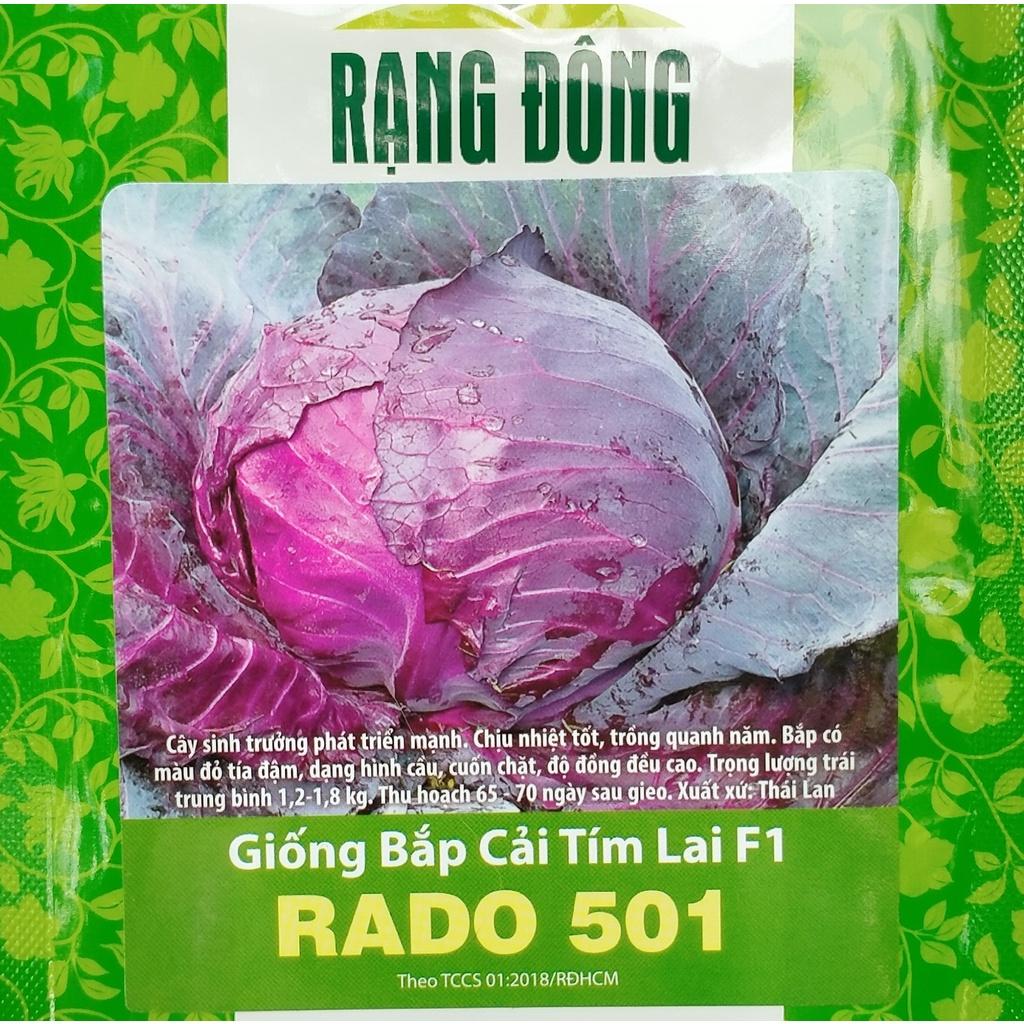 RẠNG ĐÔNG
Cây sinh trưởng phát triển mạnh. Chịu nhiệt tốt, trồng quanh năm. Bắp có
màu đỏ tía đậm, dạng hình cầu, cuốn chặt, độ đồng đều cao. Trọng lượng trái
trung bình 1,2-1,8 kg. Thu hoạch 65 - 70 ngày sau gieo. Xuất xứ: Thái Lan
Giống Bắp Cải Tím Lai F1
RADO 501
Theo TCCS 01:2018/RĐHCM